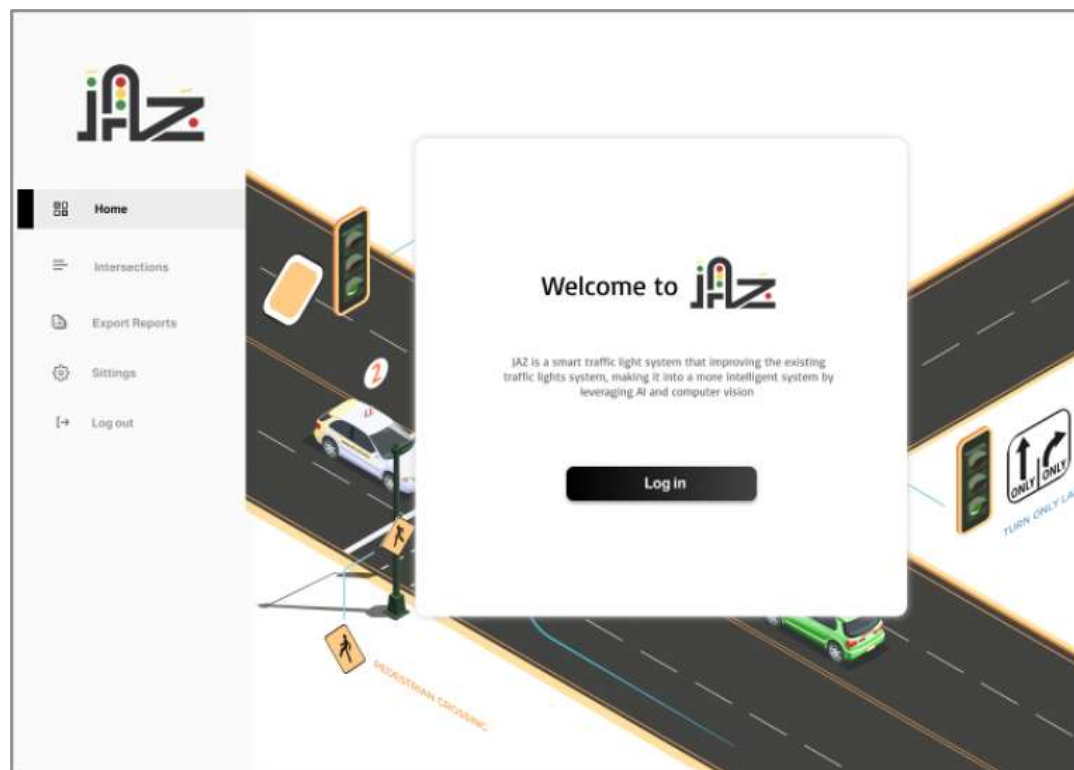 JAZ
Home
Intersections
Export Reports
Sittings
Log out
Welcome to JAZ
JAZ is a smart traffic light system that improving the existing
traffic lights system, making it into a more intelligent system by
leveraging AI and computer vision
Log in
2
ONLY ONLY
TURN ONLY LA
PEDESTRIAN CROSSING